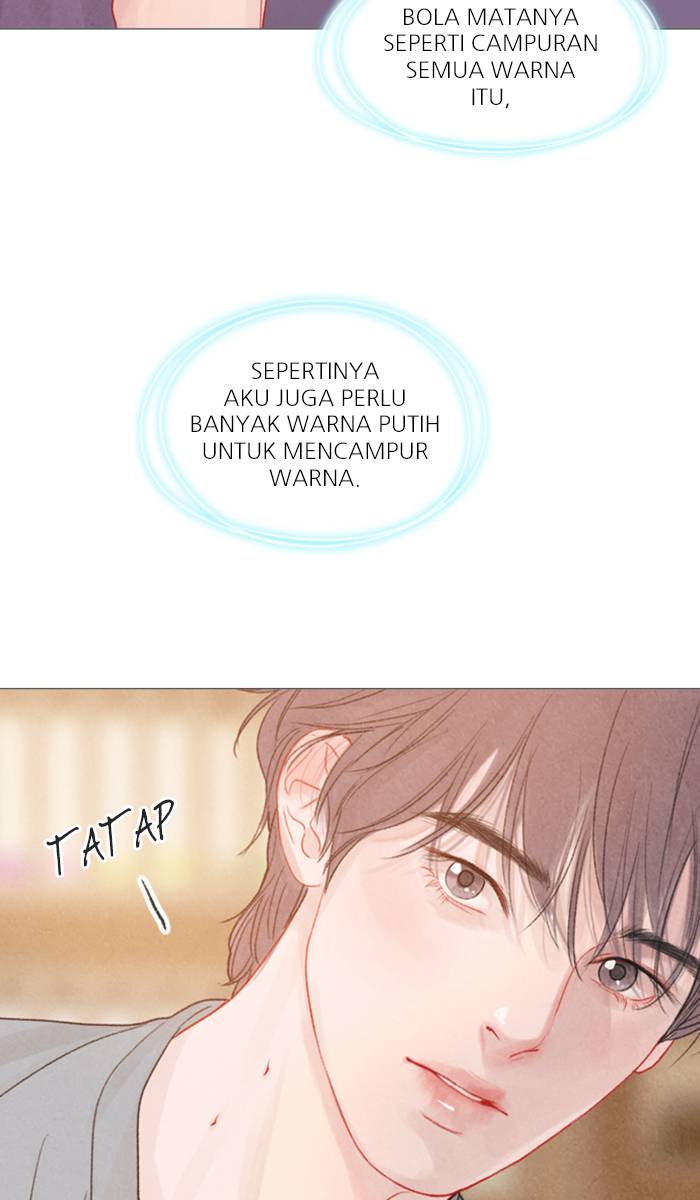 BOLA MATANYA
SEPERTI CAMPURAN
SEMUA WARNA
ITU,
SEPERTINYA
AKU JUGA PERLU
BANYAK WARNA PUTIH
UNTUK MENCAMPUR
WARNA.
TATAP